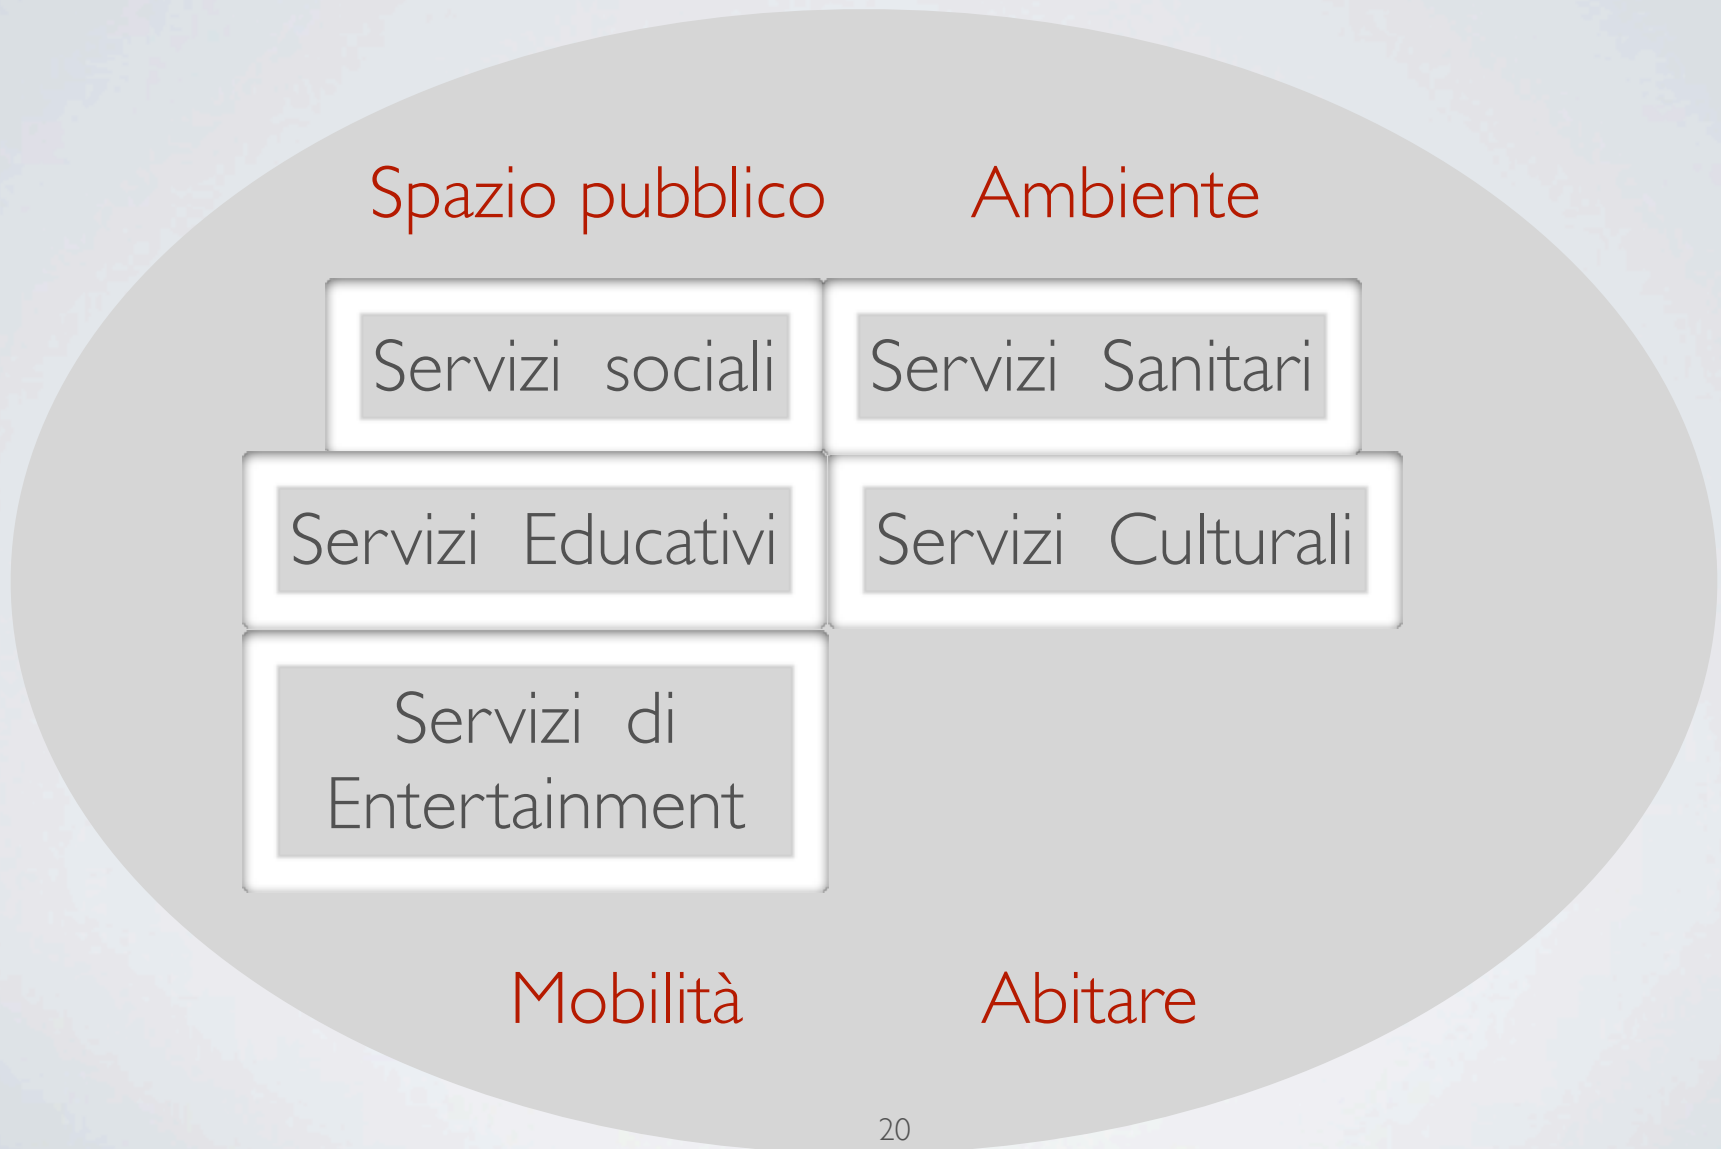 Spazio pubblico Ambiente
Servizi sociali Servizi Sanitari
Servizi Educativi Servizi Culturali
Servizi di
Entertainment
Mobilità Abitare
20